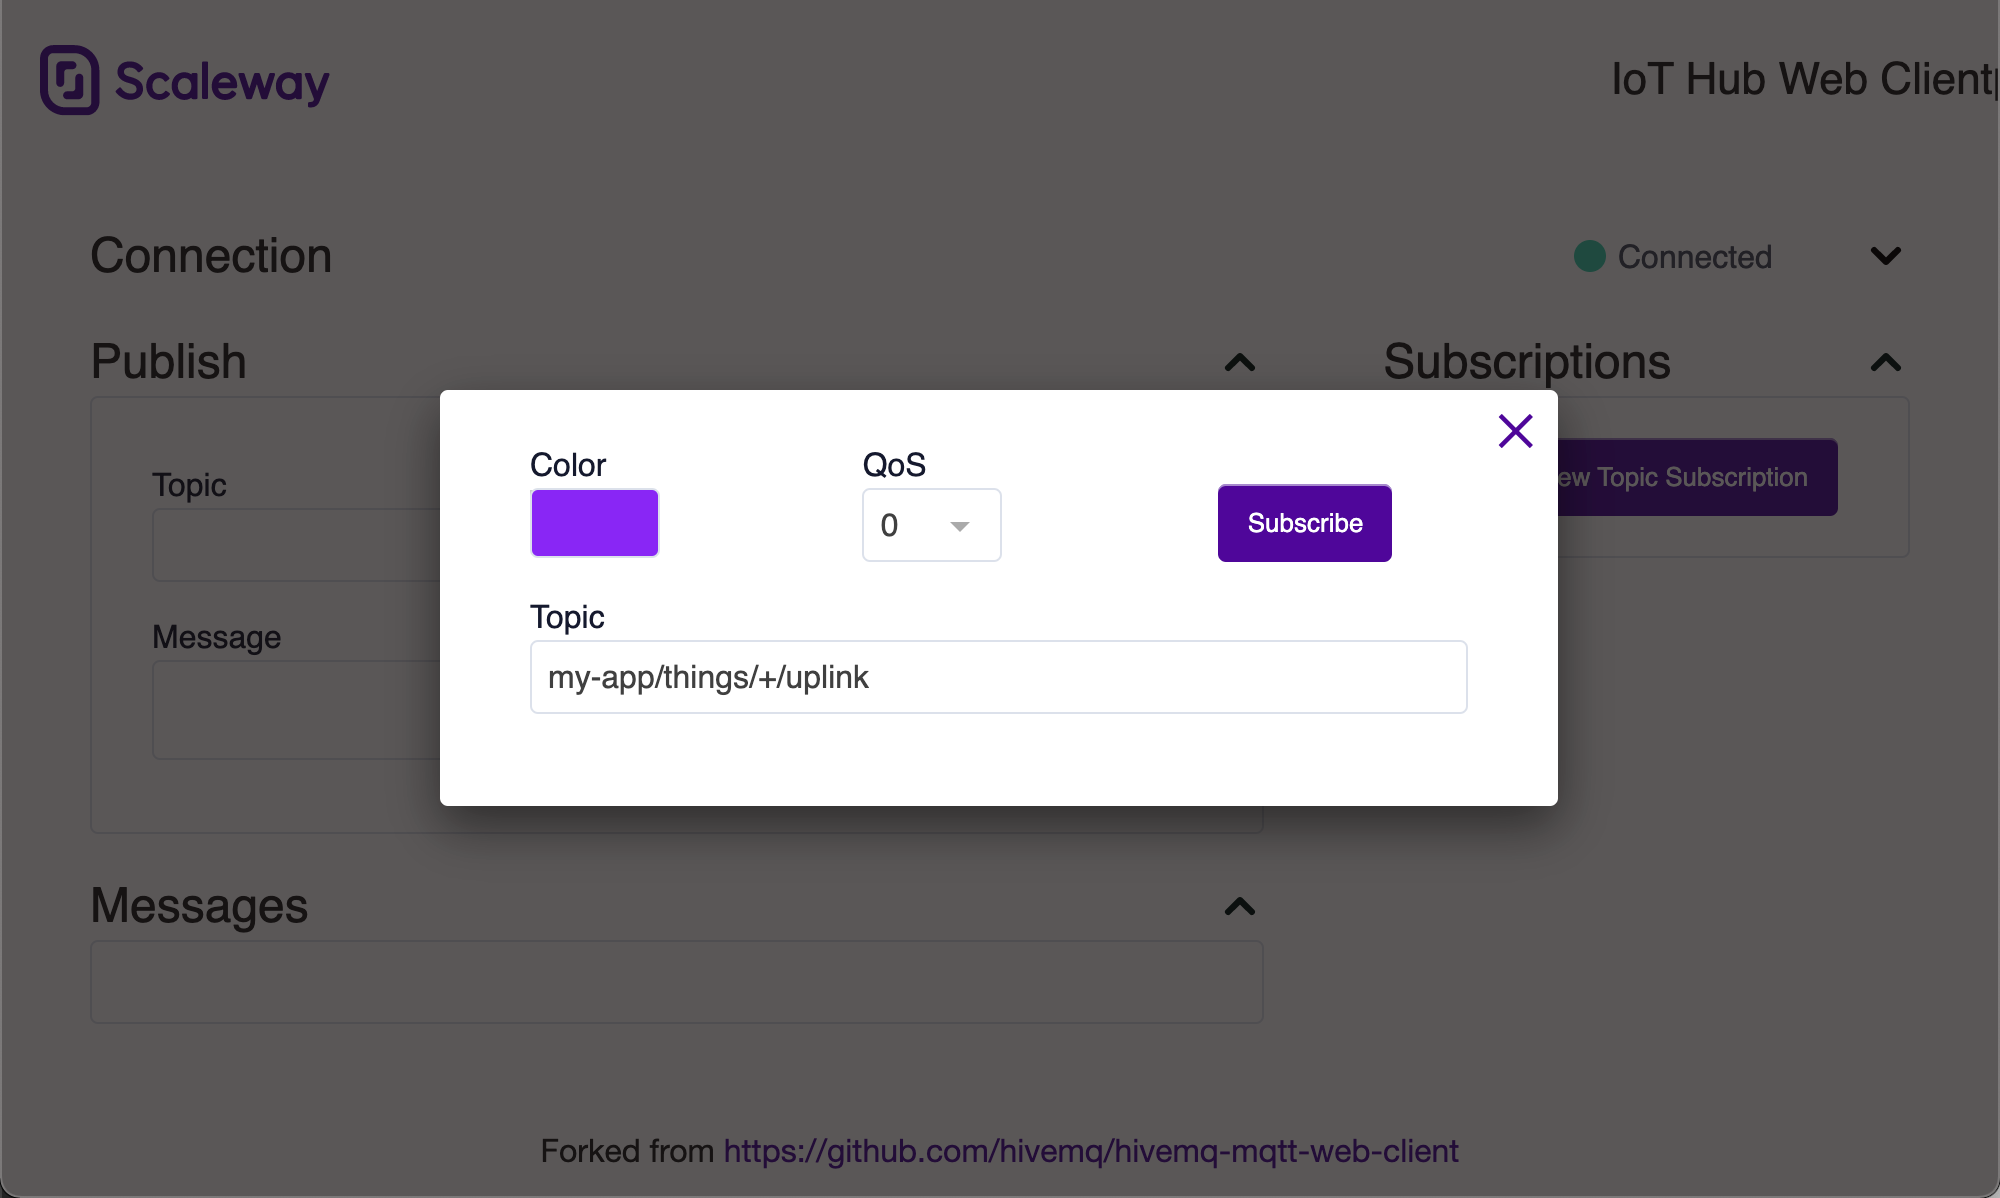 Scaleway
IoT Hub Web Client
Connection
Connected
Publish
Subscriptions
Color
QoS
0
Subscribe
Topic
my-app/things/+/uplink
Topic
Message
Topic Subscription
Messages
Forked from https://github.com/hivemq/hivemq-mqtt-web-client